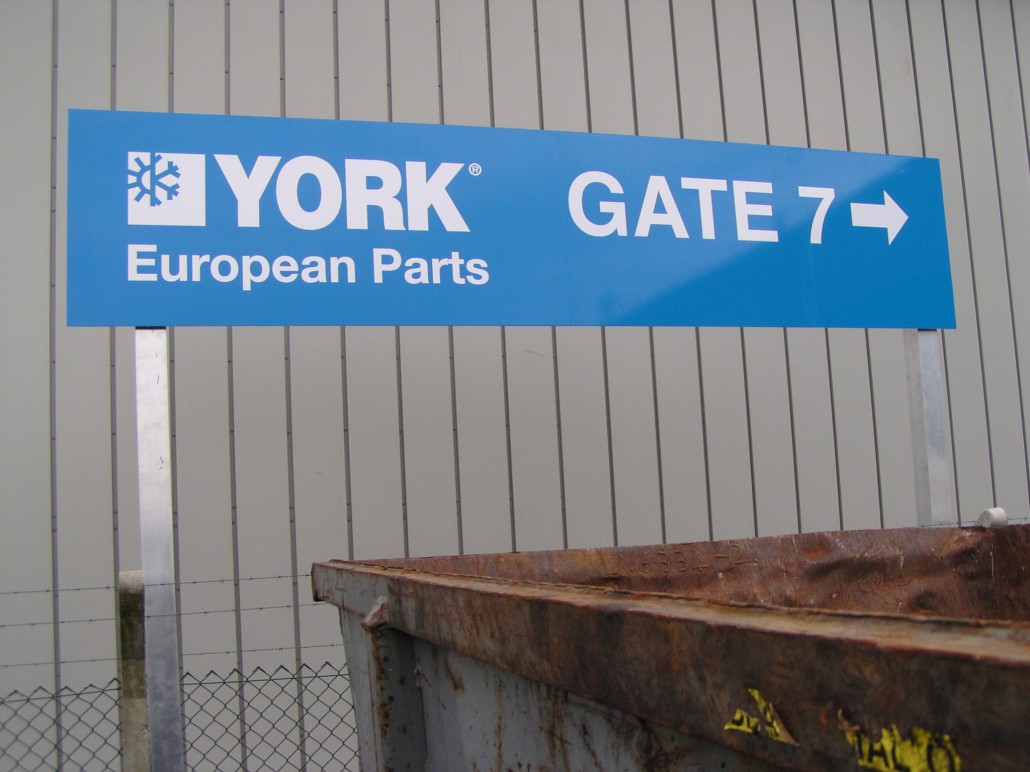 YORK® GATE 7 →
European Parts